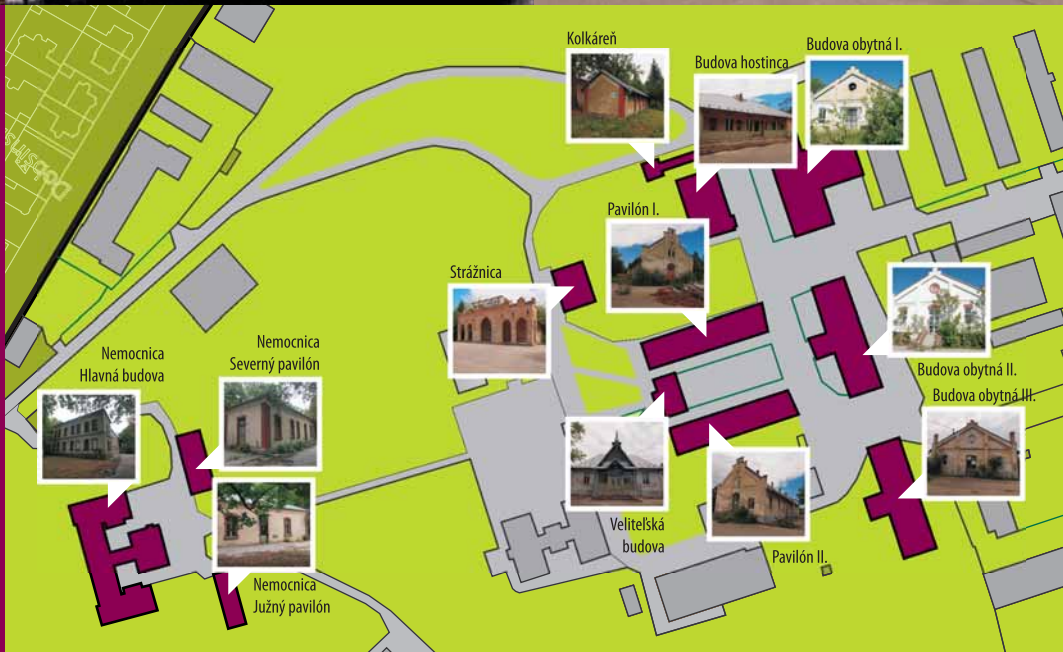 Kolkáreň
Budova hostinca
Budova obytná I.
Pavilón I.
Strážnica
Nemocnica
Hlavná budova
Nemocnica
Severný pavilón
Budova obytná II.
Budova obytná III.
Veliteľská
budova
Pavilón II.
Nemocnica
Južný pavilón